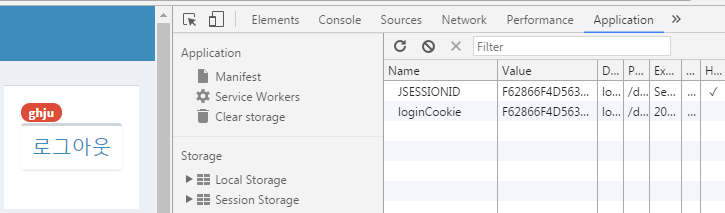 Elements Console Sources Network Performance Application »
ghju
로그아웃
Application
Manifest
Service Workers
Clear storage
Storage
Local Storage
Session Storage
Filter
Name Value D... P... Ex... ... H...
JSESSIONID F62866F4D563... lo... /d... Se... ... ✓
loginCookie F62866F4D563... lo... /d... 20... ...